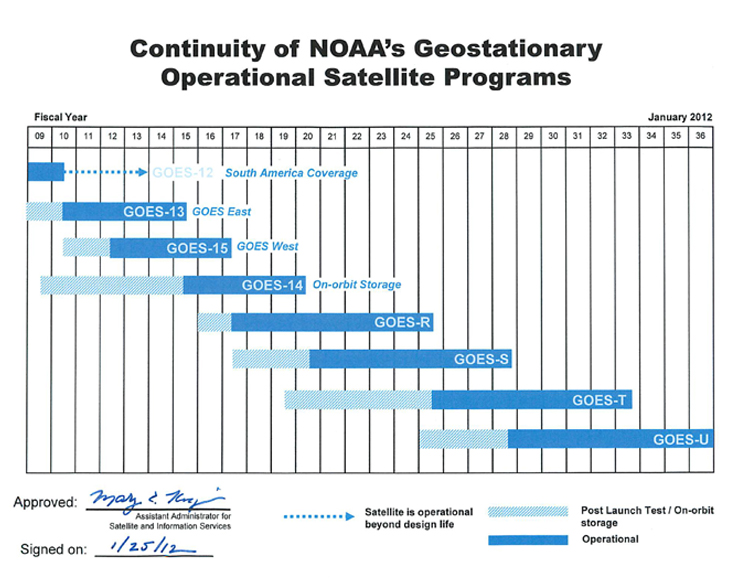 Continuity of NOAA's Geostationary
Operational Satellite Programs
Fiscal Year
January 2012
09 10 11 12 13 14 15 16 17 18 19 20 21 22 23 24 25 26 27 28 29 30 31 32 33 34 35 36
GOES-12 South America Coverage
GOES-13 GOES East
GOES-15 GOES West
GOES-14 On-orbit Storage
GOES-R
GOES-S
GOES-T
GOES-U
Approved:
Assistant Administrator for
Satellite and Information Services
Signed on: 1/25/12
Satellite is operational
beyond design life
Post Launch Test / On-orbit
storage
Operational